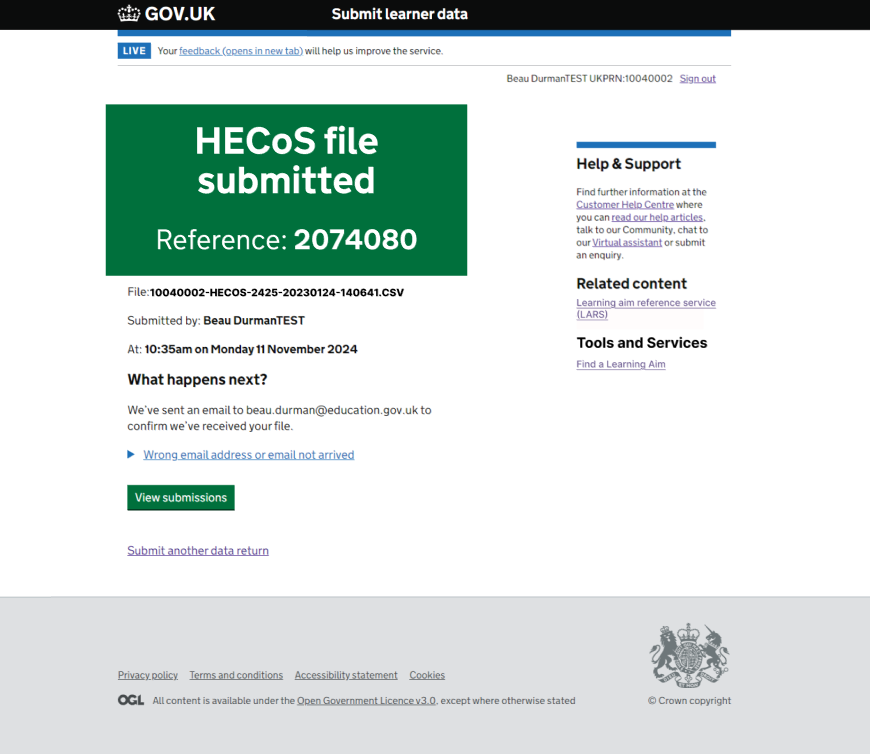 GOV.UK
Submit learner data
LIVE Your feedback (opens in new tab) will help us improve the service.
Beau DurmanTEST UKPRN:10040002 Sign out
HECoS file
submitted
Reference: 2074080
File:10040002-HECOS-2425-20230124-140641.CSV
Submitted by: Beau DurmanTEST
At: 10:35am on Monday 11 November 2024
What happens next?
We've sent an email to beau.durman@education.gov.uk to
confirm we've received your file.
Wrong email address or email not arrived
View submissions
Submit another data return
Help & Support
Find further information at the
Customer Help Centre where
you can read our help articles,
talk to our Community, chat to
our Virtual assistant or submit
an enquiry.
Related content
Learning aim reference service
(LARS)
Tools and Services
Find a Learning Aim
Privacy policy Terms and conditions Accessibility statement Cookies
OGL All content is available under the Open Government Licence v3.0, except where otherwise stated
© Crown copyright